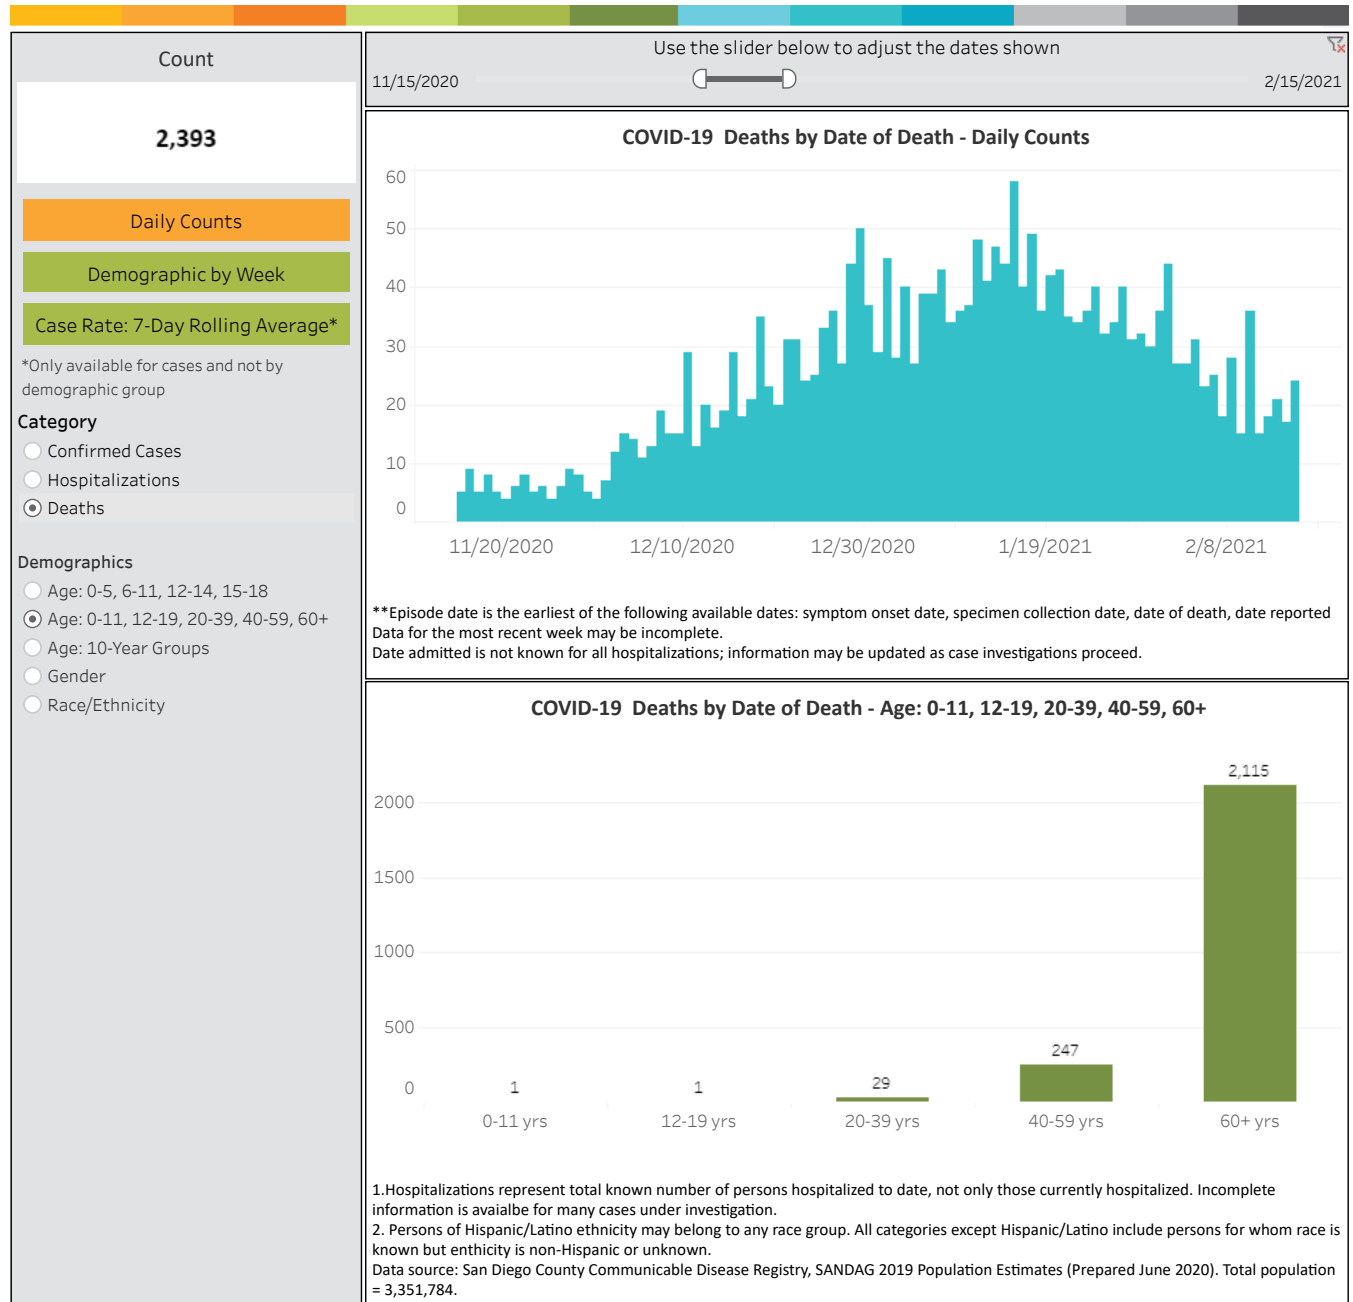 Count
2,393
Daily Counts
Demographic by Week
Case Rate: 7-Day Rolling Average*
*Only available for cases and not by
demographic group
Category
Confirmed Cases
Hospitalizations
Deaths
Demographics
Age: 0-5, 6-11, 12-14, 15-18
Age: 0-11, 12-19, 20-39, 40-59, 60+
Age: 10-Year Groups
Gender
Race/Ethnicity
Use the slider below to adjust the dates shown
11/15/2020
2/15/2021
COVID-19 Deaths by Date of Death - Daily Counts
60
50
40
30
20
10
0
11/20/2020
12/10/2020
12/30/2020
1/19/2021
2/8/2021
**Episode date is the earliest of the following available dates: symptom onset date, specimen collection date, date of death, date reported
Data for the most recent week may be incomplete.
Date admitted is not known for all hospitalizations; information may be updated as case investigations proceed.
COVID-19 Deaths by Date of Death - Age: 0-11, 12-19, 20-39, 40-59, 60+
2000
1500
1000
500
0
1
1
29
247
2,115
0-11 yrs
12-19 yrs
20-39 yrs
40-59 yrs
60+ yrs
1.Hospitalizations represent total known number of persons hospitalized to date, not only those currently hospitalized. Incomplete
information is avaialbe for many cases under investigation.
2. Persons of Hispanic/Latino ethnicity may belong to any race group. All categories except Hispanic/Latino include persons for whom race is
known but enthicity is non-Hispanic or unknown.
Data source: San Diego County Communicable Disease Registry, SANDAG 2019 Population Estimates (Prepared June 2020). Total population
= 3,351,784.